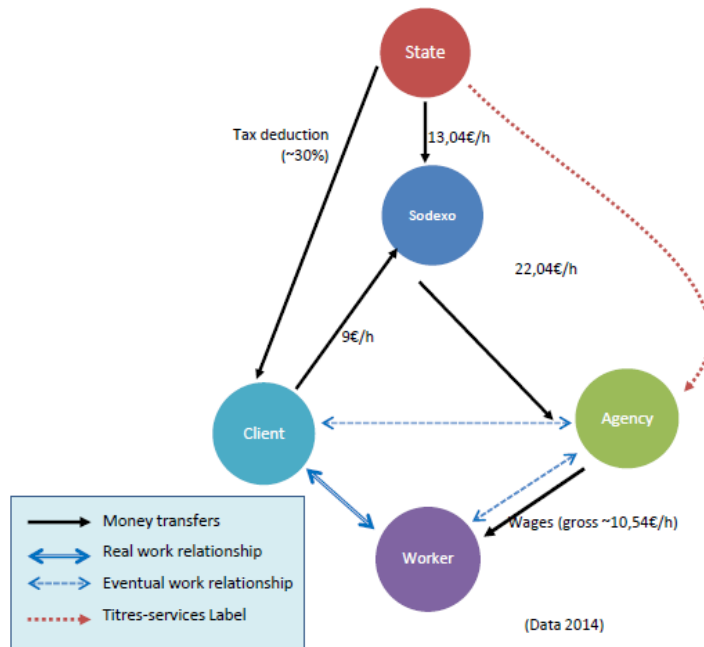 State
Tax deduction
(~30%)
13,04€/h
Sodexo
22,04€/h
9€/h
Client
Agency
Wages (gross ~10,54€/h)
Worker
Money transfers
Real work relationship
Eventual work relationship
Titres-services Label
(Data 2014)